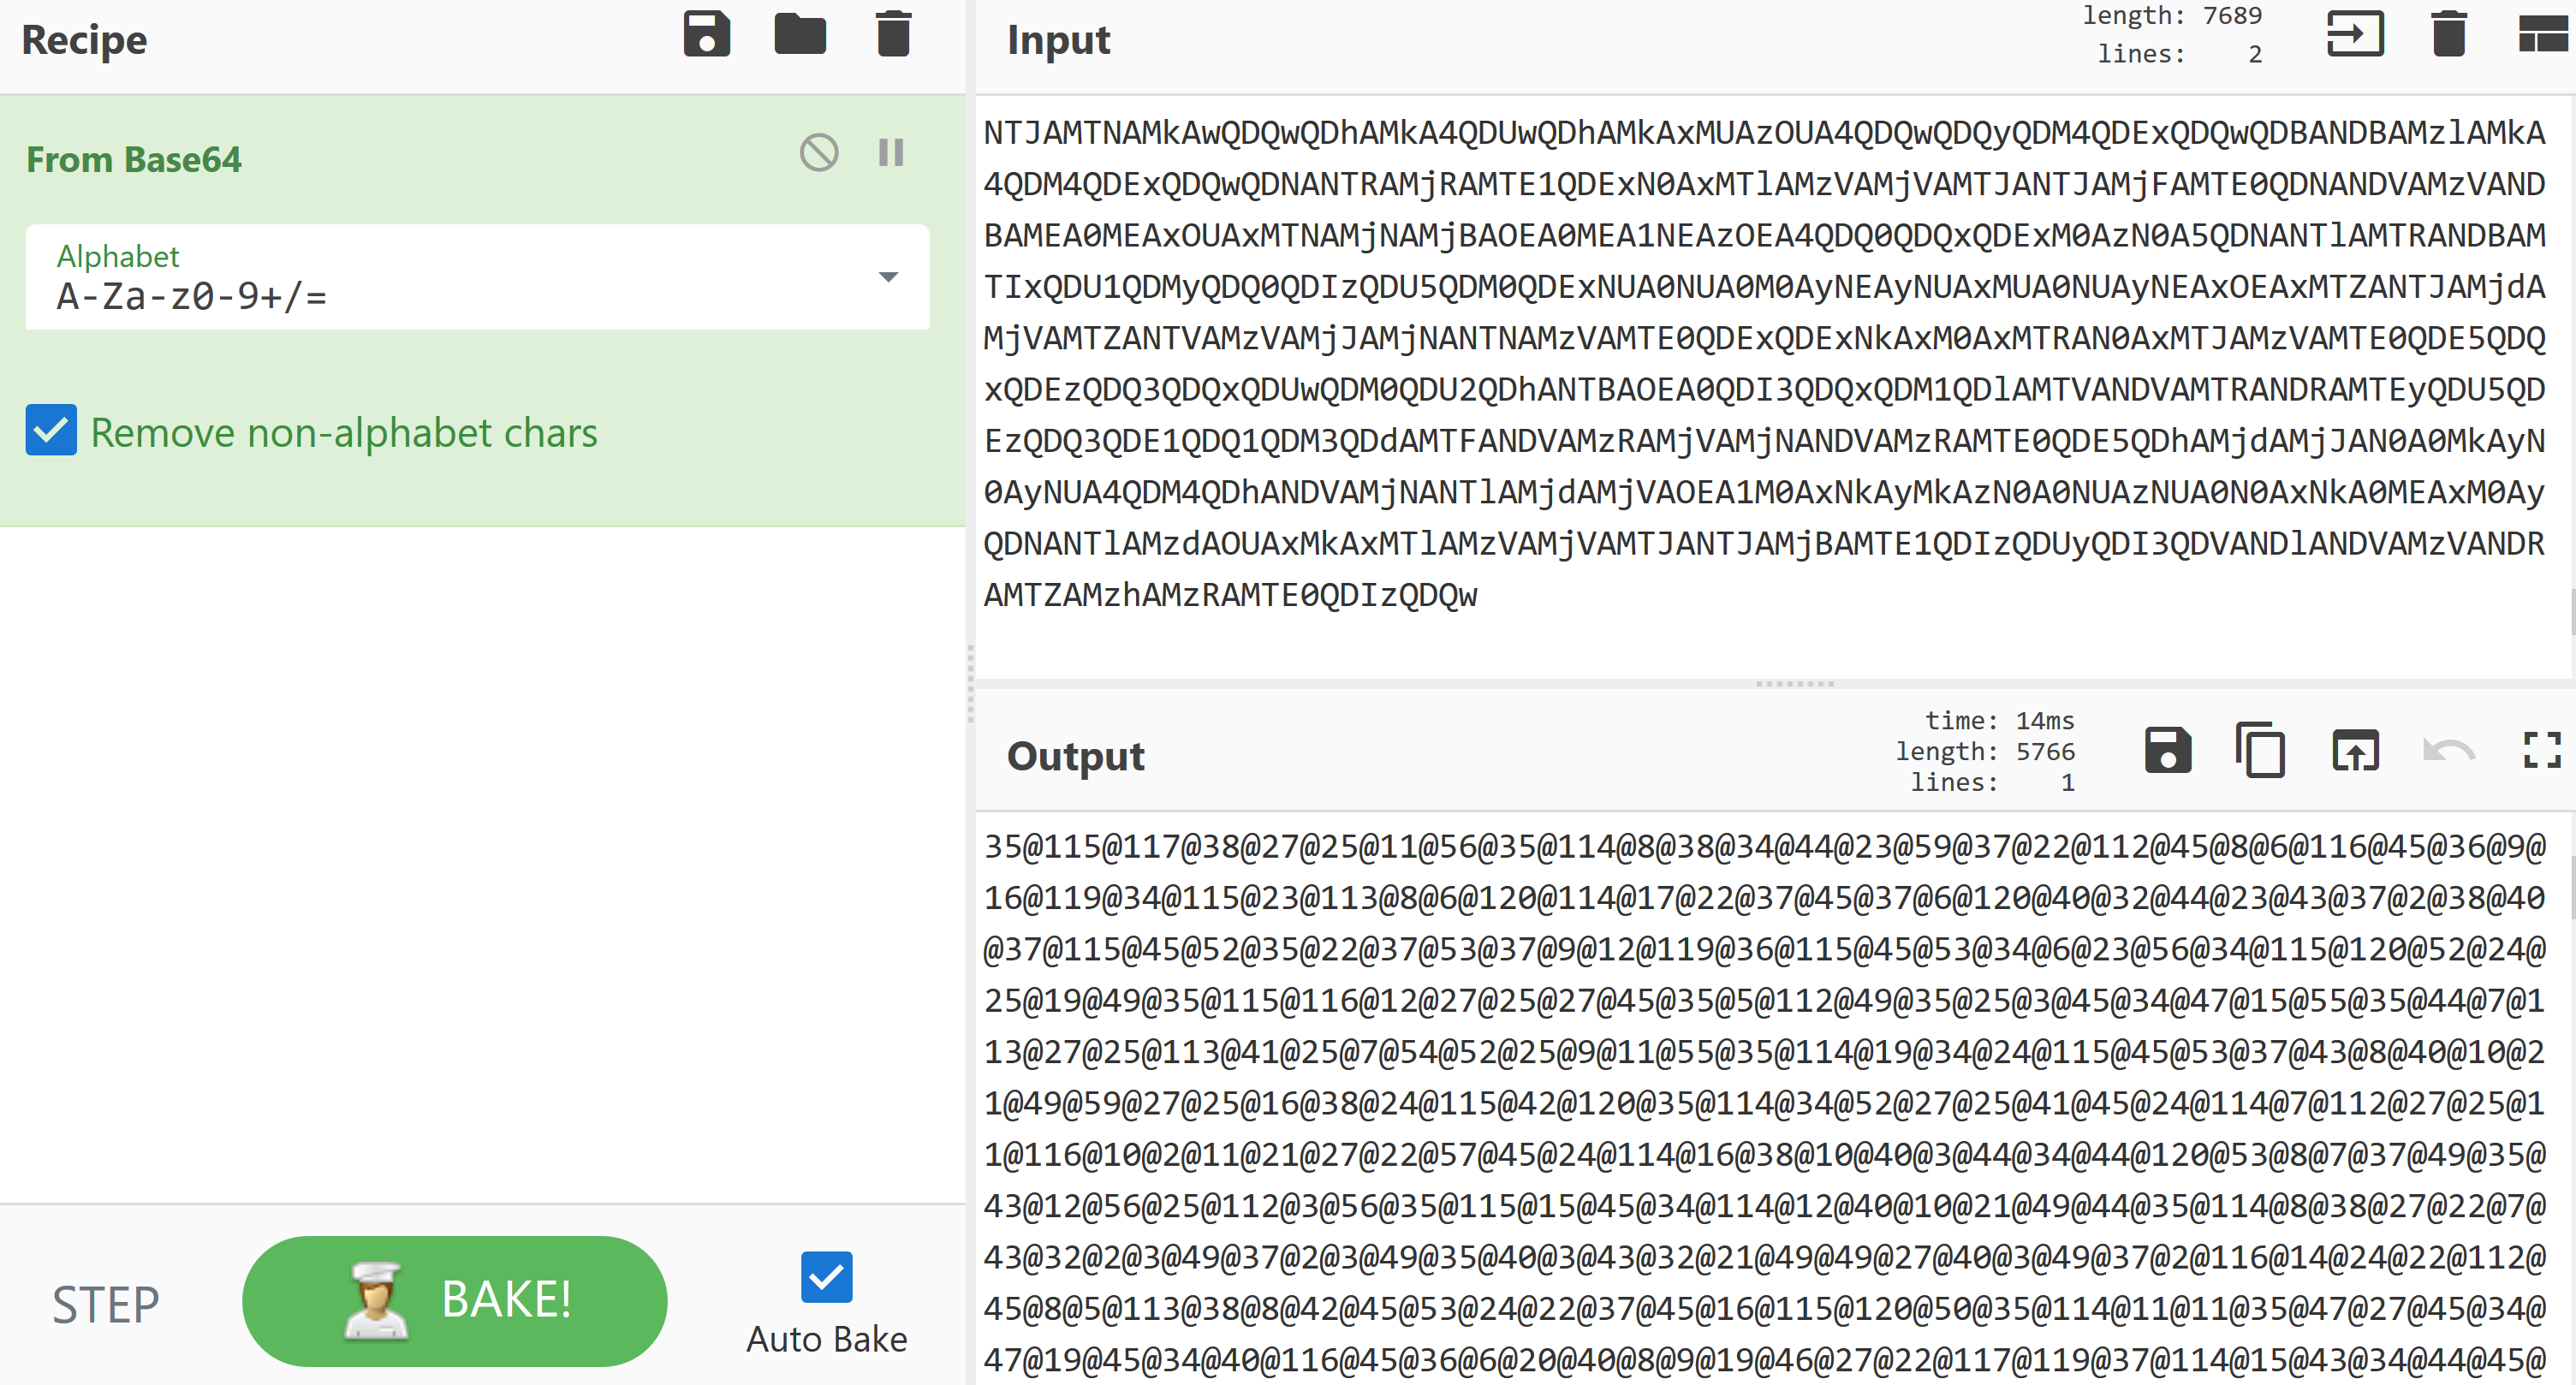 Recipe
From Base64
Alphabet
A-Za-z0-9+/=
Remove non-alphabet chars
STEP
BAKE!
Auto Bake
Input
length: 7689
lines: 2
NTJAMTNAMkAwQDQwQDhAMkA4QDUwQDhAMkAxMUAzOUA4QDQwQDQyQDM4QDExQDQwQDBANDBAMzlAMkA
4QDM4QDExQDQwQDNANTRAMjRAMTE1QDExN0AxMTlAMzVAMjVAMTJANTJAMjFAMTE0QDNANDVAMzVAND
BAMEA0MEAxOUAxMTNAMjNAMjBAOEA0MEA1NEAzOEA4QDQ0QDQxQDExM0AzN0A5QDNANTlAMTRANDBAM
TIxQDU1QDMyQDQ0QDIzQDU5QDM0QDExNUA0NUA0M0AyNEAyNUAxMUA0NUAyNEAxOEAxMTZANTJAMjdA
MjVAMTZANTVAMzVAMjJAMjNANTNAMzVAMTE0QDExQDExNkAxM0AxMTRAN0AxMTJAMzVAMTE0QDE5QDQ
xQDEzQDQ3QDQxQDUwQDM0QDU2QDhANTBAOEA0QDI3QDQxQDM1QDlAMTVANDVAMTRANDRAMTEyQDU5QD
EzQDQ3QDE1QDQ1QDM3QDdAMTFANDVAMzRAMjVAMjNANDVAMzRAMTE0QDE5QDhAMjdAMjJAN0A0MkAyN
0AyNUA4QDM4QDhANDVAMjNANTlAMjdAMjVAOEA1M0AxNkAyMkAzN0A0NUAzNUA0N0AxNkA0MEAxM0Ay
QDNANTlAMzdAOUAxMkAxMTlAMzVAMjVAMTJANTJAMjBAMTE1QDIzQDUyQDI3QDVANDlANDVAMzVANDR
AMTZAMzhAMzRAMTE0QDIzQDQw
Output
time: 14ms
length: 5766
lines: 1
35@115@117@38@27@25@11@56@35@114@8@38@34@44@23@59@37@22@112@45@8@6@116@45@36@9@
16@119@34@115@23@113@8@6@120@114@17@22@37@45@37@6@120@40@32@44@23@43@37@2@38@40
@37@115@45@52@35@22@37@53@37@9@12@119@36@115@45@53@34@6@23@56@34@115@120@52@24@
25@19@49@35@115@116@12@27@25@27@45@35@5@112@49@35@25@3@45@34@47@15@55@35@44@7@1
13@27@25@113@41@25@7@54@52@25@9@11@55@35@114@19@34@24@115@45@53@37@43@8@40@10@2
1@49@59@27@25@16@38@24@115@42@120@35@114@34@52@27@25@41@45@24@114@7@112@27@25@1
1@116@10@2@11@21@27@22@57@45@24@114@16@38@10@40@3@44@34@44@120@53@8@7@37@49@35@
43@12@56@25@112@3@56@35@115@15@45@34@114@12@40@10@21@49@44@35@114@8@38@27@22@7@
43@32@2@3@49@37@2@3@49@35@40@3@43@32@21@49@49@27@40@3@49@37@2@116@14@24@22@112@
45@8@5@113@38@8@42@45@53@24@22@37@45@16@115@120@50@35@114@11@11@35@47@27@45@34@
47@19@45@34@40@116@45@36@6@20@40@8@9@19@46@27@22@117@119@37@114@15@43@34@44@45@